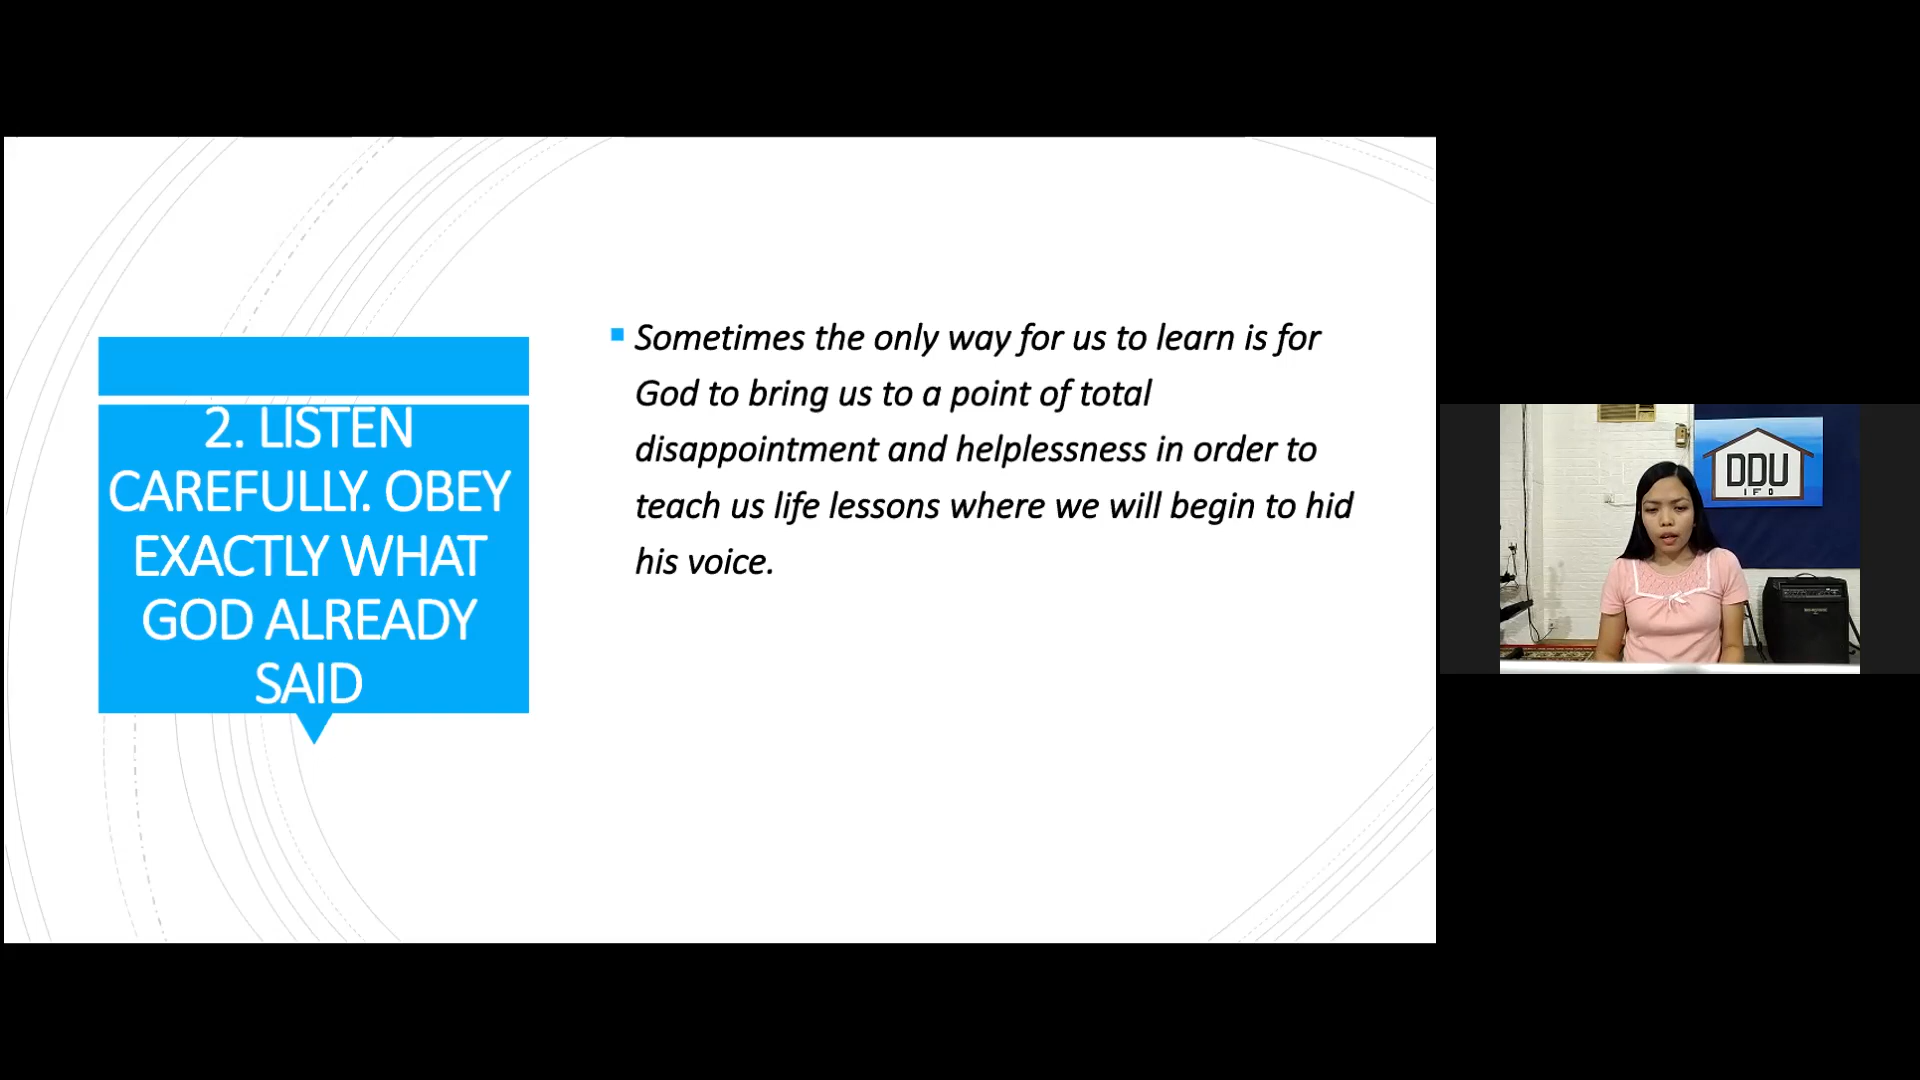 2. LISTEN
CAREFULLY. OBEY
EXACTLY WHAT
GOD ALREADY
SAID
Sometimes the only way for us to learn is for
God to bring us to a point of total
disappointment and helplessness in order to
teach us life lessons where we will begin to hid
his voice.
DDU
IFO